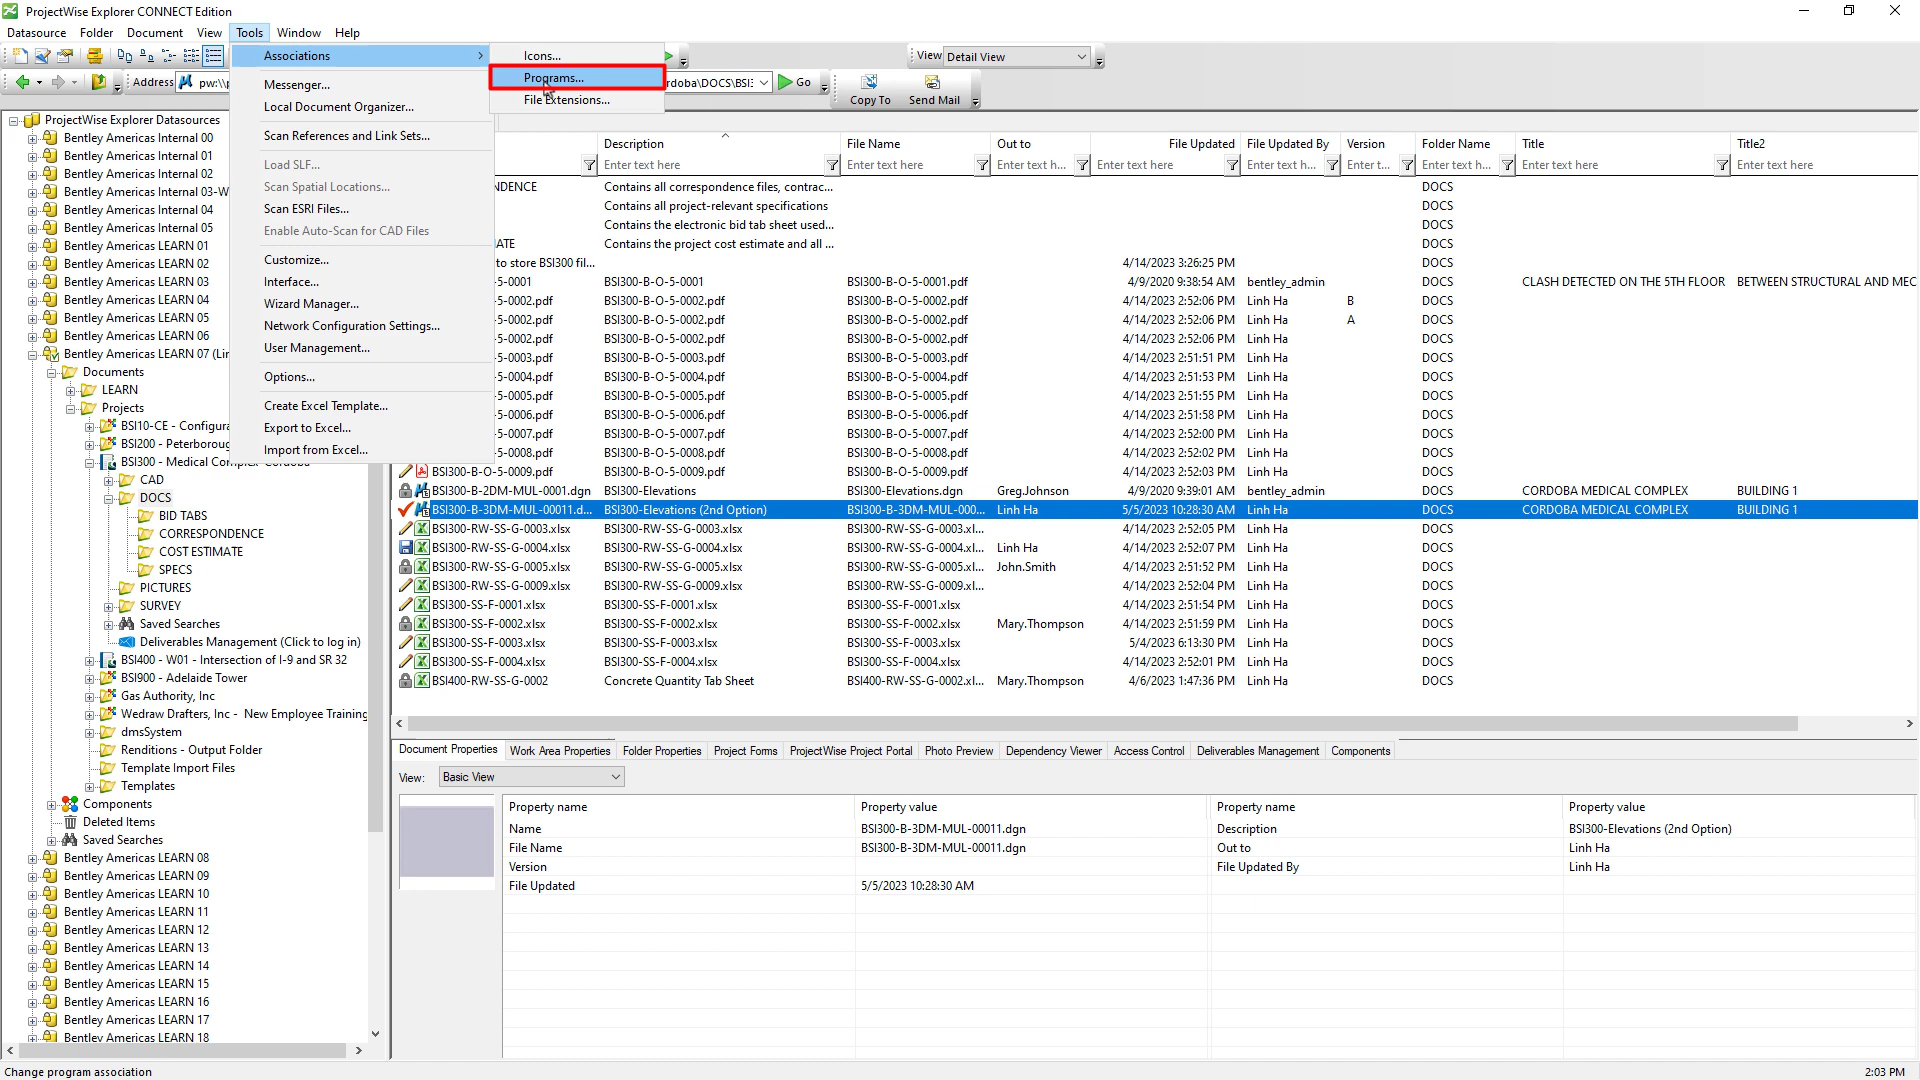 ProjectWise Explorer CONNECT Edition
Datasource Folder Document View Tools Window Help
View Detail View
Address pw:\\ rdoba\DOCS\BSI: Go
Copy To Send Mail
Associations
Messenger...
Local Document Organizer...
Scan References and Link Sets...
Load SLF...
Scan Spatial Locations...
Scan ESRI Files...
Enable Auto-Scan for CAD Files
Customize...
Interface...
Wizard Manager...
Network Configuration Settings...
User Management...
Options...
Create Excel Template...
Export to Excel...
Import from Excel...
Icons...
Programs...
File Extensions...
ProjectWise Explorer Datasources
Bentley Americas Internal 00
Bentley Americas Internal 01
Bentley Americas Internal 02
Bentley Americas Internal 03-W
Bentley Americas Internal 04
Bentley Americas Internal 05
Bentley Americas LEARN 01
Bentley Americas LEARN 02
Bentley Americas LEARN 03
Bentley Americas LEARN 04
Bentley Americas LEARN 05
Bentley Americas LEARN 06
Bentley Americas LEARN 07 (Lin
Documents
LEARN
Projects
BSI10-CE - Configura
BSI200 - Peterboroug
BSI300 - Medical Complex Cordoba
CAD
DOCS
BID TABS
CORRESPONDENCE
COST ESTIMATE
SPECS
PICTURES
SURVEY
Saved Searches
Deliverables Management (Click to log in)
BSI400 - W01 - Intersection of I-9 and SR 32
BSI900 - Adelaide Tower
Gas Authority, Inc
Wedraw Drafters, Inc - New Employee Training
dmsSystem
Renditions - Output Folder
Template Import Files
Templates
Components
Deleted Items
Saved Searches
Bentley Americas LEARN 08
Bentley Americas LEARN 09
Bentley Americas LEARN 10
Bentley Americas LEARN 11
Bentley Americas LEARN 12
Bentley Americas LEARN 13
Bentley Americas LEARN 14
Bentley Americas LEARN 15
Bentley Americas LEARN 16
Bentley Americas LEARN 17
Bentley Americas LEARN 18
Description File Name Out to File Updated File Updated By Version Folder Name Title Title2
Enter text here Enter text here Enter text h... Enter text here Enter text h... Enter t... Enter text h... Enter text here Enter text here
NDENCE Contains all correspondence files, contrac... DOCS
Contains all project-relevant specifications DOCS
Contains the electronic bid tab sheet used... DOCS
ATE Contains the project cost estimate and all ... DOCS
to store BSI300 fil... 4/14/2023 3:26:25 PM DOCS
-5-0001 BSI300-B-O-5-0001 BSI300-B-O-5-0001.pdf 4/9/2020 9:38:54 AM bentley_admin DOCS CLASH DETECTED ON THE 5TH FLOOR BETWEEN STRUCTURAL AND MEC
-5-0002.pdf BSI300-B-O-5-0002.pdf BSI300-B-O-5-0002.pdf 4/14/2023 2:52:06 PM Linh Ha B DOCS
-5-0002.pdf BSI300-B-O-5-0002.pdf BSI300-B-O-5-0002.pdf 4/14/2023 2:52:06 PM Linh Ha A DOCS
-5-0002.pdf BSI300-B-O-5-0002.pdf BSI300-B-O-5-0002.pdf 4/14/2023 2:52:06 PM Linh Ha DOCS
-5-0003.pdf BSI300-B-O-5-0003.pdf BSI300-B-O-5-0003.pdf 4/14/2023 2:51:51 PM Linh Ha DOCS
-5-0004.pdf BSI300-B-O-5-0004.pdf BSI300-B-O-5-0004.pdf 4/14/2023 2:51:53 PM Linh Ha DOCS
-5-0005.pdf BSI300-B-O-5-0005.pdf BSI300-B-O-5-0005.pdf 4/14/2023 2:51:55 PM Linh Ha DOCS
-5-0006.pdf BSI300-B-O-5-0006.pdf BSI300-B-O-5-0006.pdf 4/14/2023 2:51:58 PM Linh Ha DOCS
-5-0007.pdf BSI300-B-O-5-0007.pdf BSI300-B-O-5-0007.pdf 4/14/2023 2:52:00 PM Linh Ha DOCS
-5-0008.pdf BSI300-B-O-5-0008.pdf BSI300-B-O-5-0008.pdf 4/14/2023 2:52:02 PM Linh Ha DOCS
BSI300-B-O-5-0009.pdf BSI300-B-O-5-0009.pdf BSI300-B-O-5-0009.pdf 4/14/2023 2:52:03 PM Linh Ha DOCS
BSI300-B-2DM-MUL-0001.dgn BSI300-Elevations BSI300-Elevations.dgn Greg.Johnson 4/9/2020 9:39:01 AM bentley_admin DOCS CORDOBA MEDICAL COMPLEX BUILDING 1
BSI300-B-3DM-MUL-00011.d... BSI300-Elevations (2nd Option) BSI300-B-3DM-MUL-000... Linh Ha 5/5/2023 10:28:30 AM Linh Ha DOCS CORDOBA MEDICAL COMPLEX BUILDING 1
BSI300-RW-SS-G-0003.xlsx BSI300-RW-SS-G-0003.xlsx BSI300-RW-SS-G-0003.xl... 4/14/2023 2:52:05 PM Linh Ha DOCS
BSI300-RW-SS-G-0004.xlsx BSI300-RW-SS-G-0004.xlsx BSI300-RW-SS-G-0004.xl... Linh Ha 4/14/2023 2:52:07 PM Linh Ha DOCS
BSI300-RW-SS-G-0005.xlsx BSI300-RW-SS-G-0005.xlsx BSI300-RW-SS-G-0005.xl... John.Smith 4/14/2023 2:51:52 PM Linh Ha DOCS
BSI300-RW-SS-G-0009.xlsx BSI300-RW-SS-G-0009.xlsx BSI300-RW-SS-G-0009.xl... 4/14/2023 2:52:04 PM Linh Ha DOCS
BSI300-SS-F-0001.xlsx BSI300-SS-F-0001.xlsx BSI300-SS-F-0001.xlsx 4/14/2023 2:51:54 PM Linh Ha DOCS
BSI300-SS-F-0002.xlsx BSI300-SS-F-0002.xlsx BSI300-SS-F-0002.xlsx Mary.Thompson 4/14/2023 2:51:59 PM Linh Ha DOCS
BSI300-SS-F-0003.xlsx BSI300-SS-F-0003.xlsx BSI300-SS-F-0003.xlsx 5/4/2023 6:13:30 PM Linh Ha DOCS
BSI300-SS-F-0004.xlsx BSI300-SS-F-0004.xlsx BSI300-SS-F-0004.xlsx 4/14/2023 2:52:01 PM Linh Ha DOCS
BSI400-RW-SS-G-0002 Concrete Quantity Tab Sheet BSI400-RW-SS-G-0002.xl... Mary.Thompson 4/6/2023 1:47:36 PM Linh Ha DOCS
Document Properties Work Area Properties Folder Properties Project Forms ProjectWise Project Portal Photo Preview Dependency Viewer Access Control Deliverables Management Components
View: Basic View
Property name Property value Property name Property value
Name BSI300-B-3DM-MUL-00011.dgn Description BSI300-Elevations (2nd Option)
File Name BSI300-B-3DM-MUL-00011.dgn Out to Linh Ha
Version File Updated By Linh Ha
File Updated 5/5/2023 10:28:30 AM
Change program association 2:03 PM